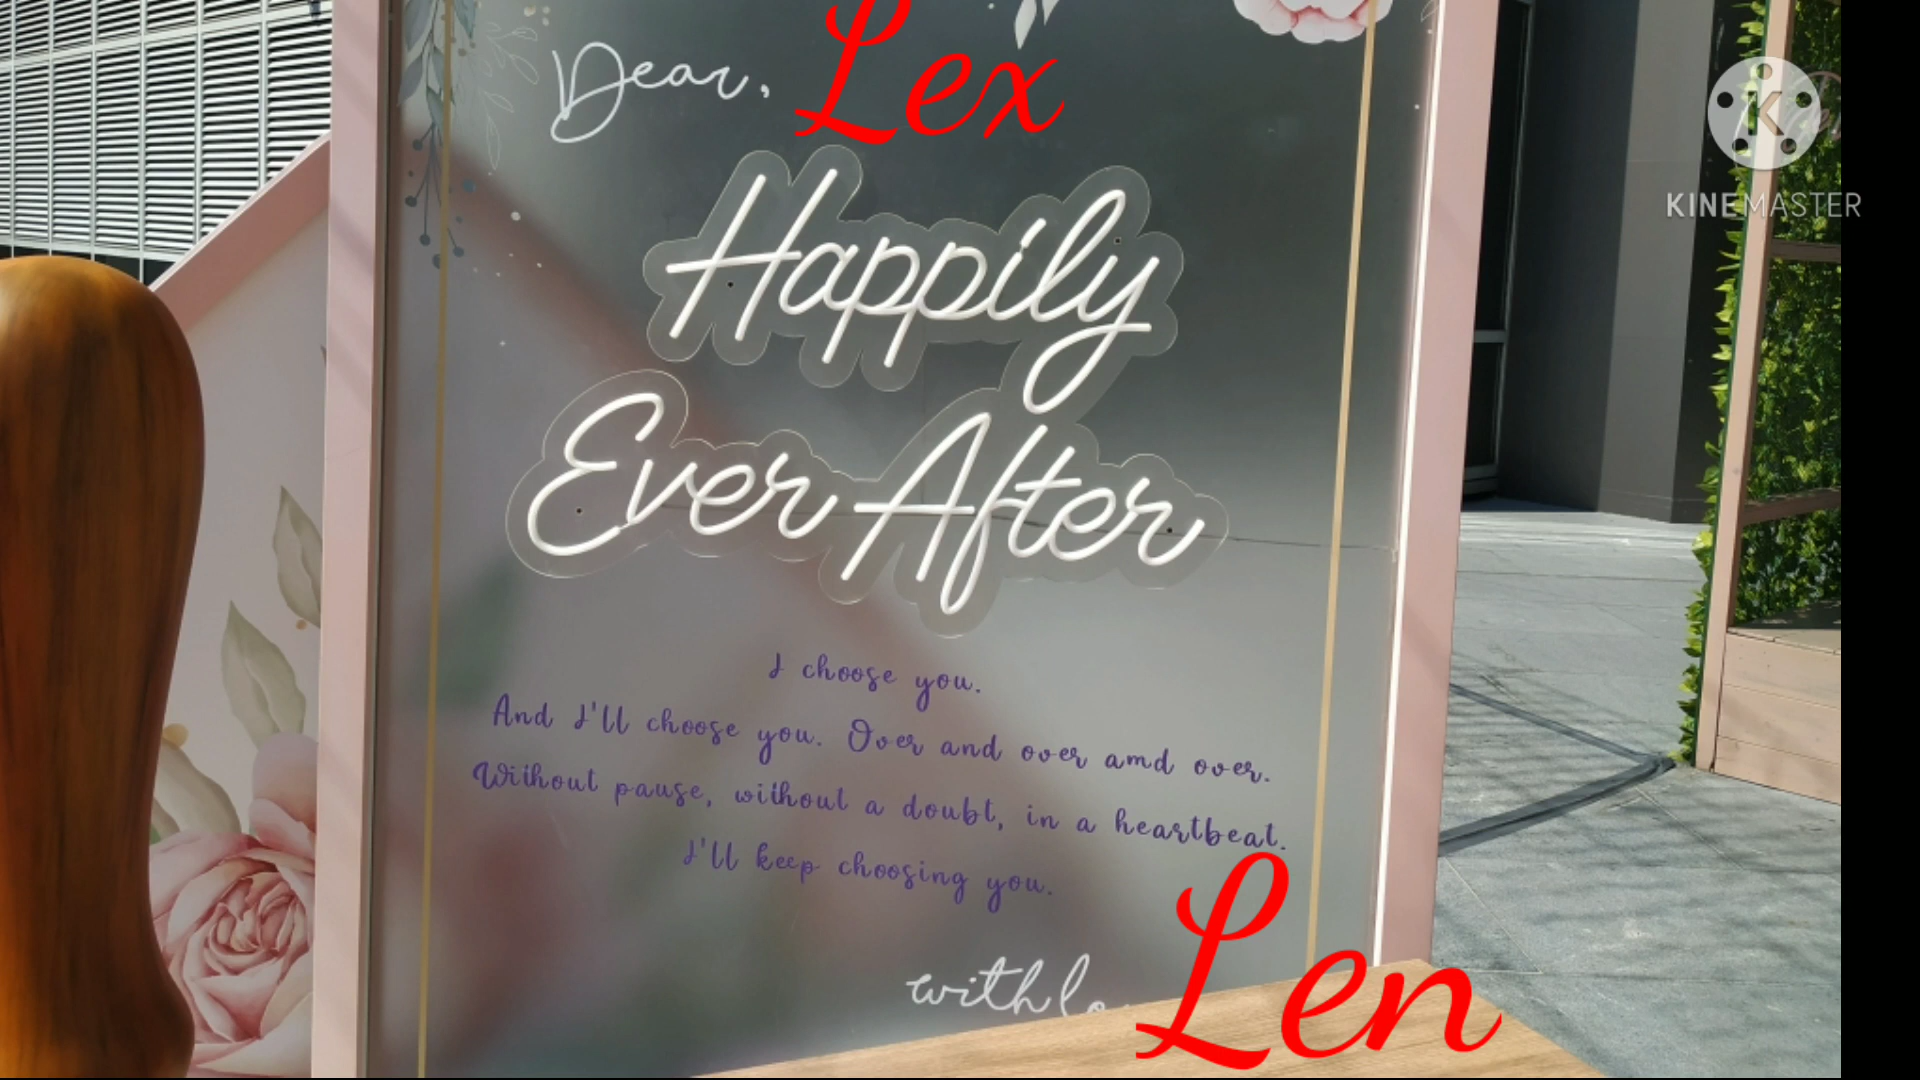 Dear, Lex
KINEMASTER
Happily
Ever After
I choose you.
And I'll choose you. Over and over amd over.
Without pause, without a doubt, in a heartbeat.
I'll keep choosing you.
with
Len